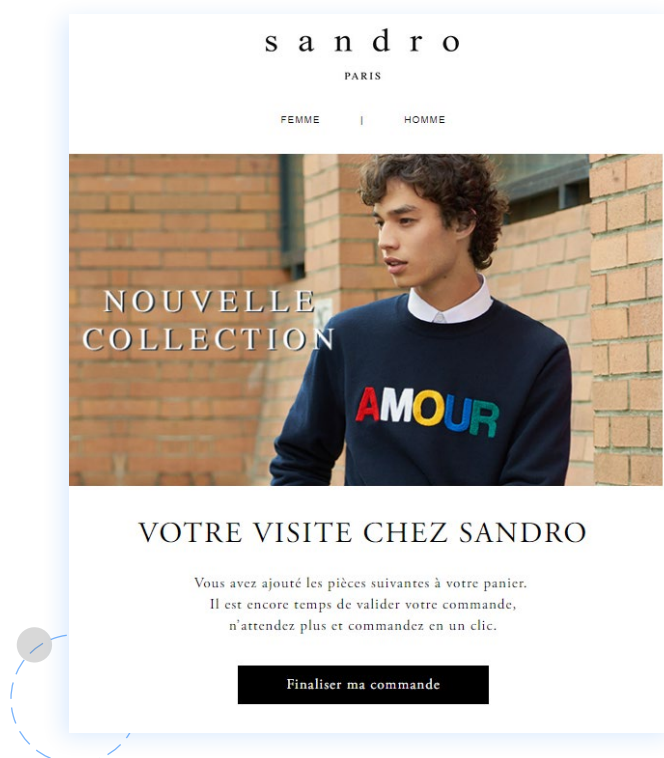 sandro
PARIS
FEMME | HOMME
NOUVELLE
COLLECTION
AMOUR
VOTRE VISITE CHEZ SANDRO
Vous avez ajouté les pièces suivantes à votre panier.
Il est encore temps de valider votre commande,
n'attendez plus et commandez en un clic.
Finaliser ma commande